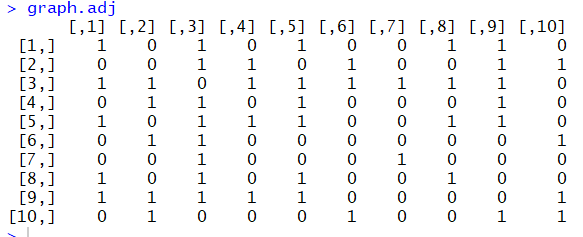 > graph.adj
      [,1] [,2] [,3] [,4] [,5] [,6] [,7] [,8] [,9] [,10]
 [1,]    1    0    1    0    1    0    0    1    1     0
 [2,]    0    0    1    1    0    1    0    0    1     1
 [3,]    1    1    0    1    1    1    1    1    1     0
 [4,]    0    1    1    0    1    0    0    0    1     0
 [5,]    1    0    1    1    1    0    0    1    1     0
 [6,]    0    1    1    0    0    0    0    0    0     1
 [7,]    0    0    1    0    0    0    1    0    0     0
 [8,]    1    0    1    0    1    0    0    1    0     0
 [9,]    1    1    1    1    1    0    0    0    0     1
[10,]    0    1    0    0    0    1    0    0    1     1
>